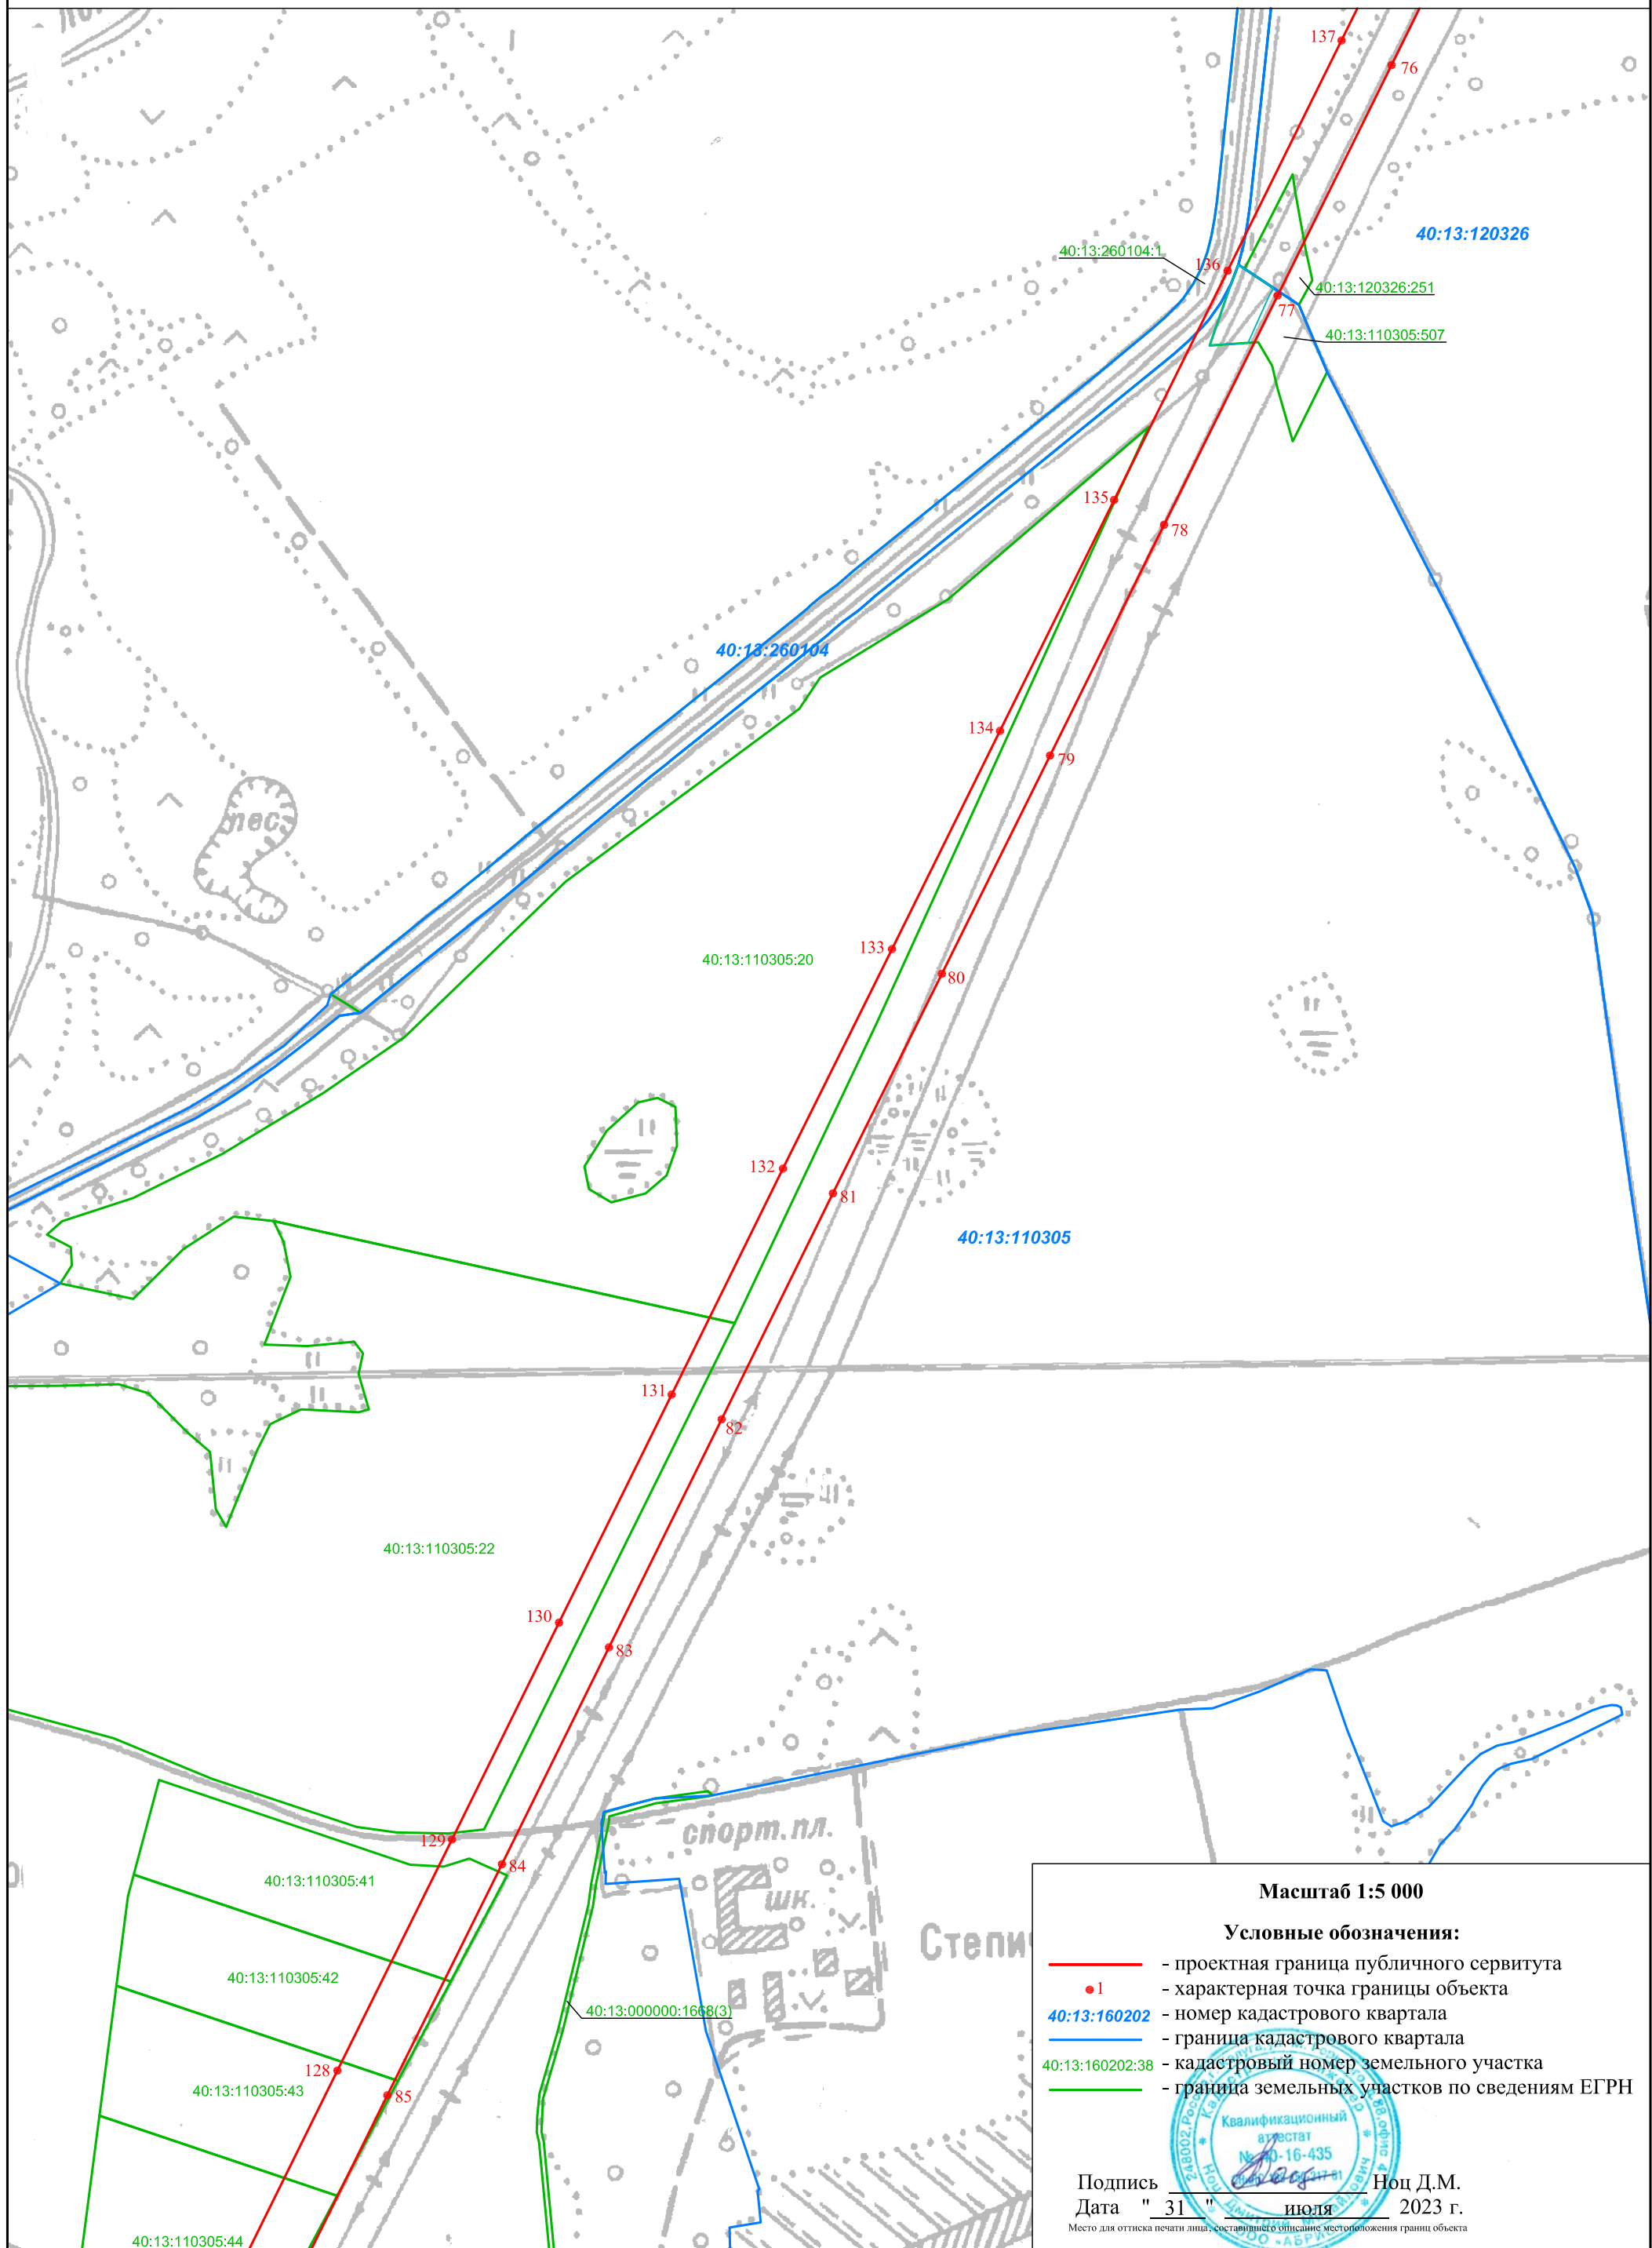 137
76
40:13:120326
40:13:260104:1
136
40:13:120326:251
77
40:13:110305:507
135
78
40:13:260104
134
79
пес.
133
40:13:110305:20
80
132
81
40:13:110305
131
82
40:13:110305:22
130
83
129
спорт.пл.
84
40:13:110305:41
шк.
Степи
40:13:110305:42
40:13:000000:1668(3)
128
40:13:110305:43
85
40:13:110305:44
Масштаб 1:5 000
Условные обозначения:
- проектная граница публичного сервитута
1 - характерная точка границы объекта
40:13:160202 - номер кадастрового квартала
- граница кадастрового квартала
40:13:160202:38 - кадастровый номер земельного участка
- граница земельных участков по сведениям ЕГРН
Квалификационный
аттестат
№ 40-16-435
Подпись Ноц Д.М.
Дата " 31 " июля 2023 г.
Место для оттиска печати лица, составившего описание местоположения границ объекта